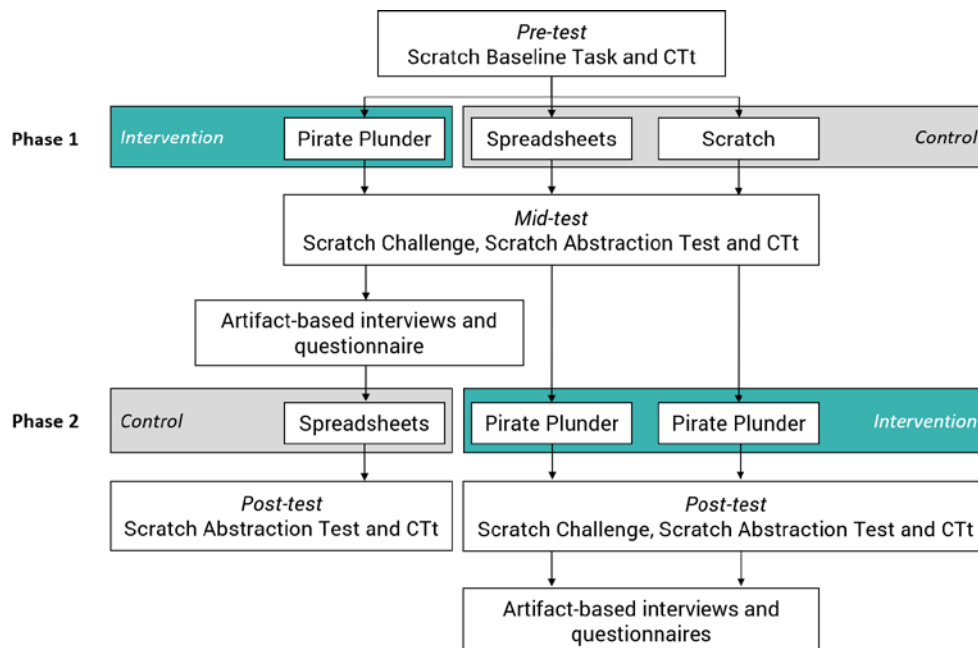 Pre-test
Scratch Baseline Task and CTt
Phase 1
Intervention
Pirate Plunder
Spreadsheets
Scratch
Control
Mid-test
Scratch Challenge, Scratch Abstraction Test and CTt
Artifact-based interviews and
questionnaire
Phase 2
Control
Spreadsheets
Pirate Plunder
Pirate Plunder
Intervention
Post-test
Scratch Abstraction Test and CTt
Post-test
Scratch Challenge, Scratch Abstraction Test and CTt
Artifact-based interviews and
questionnaires